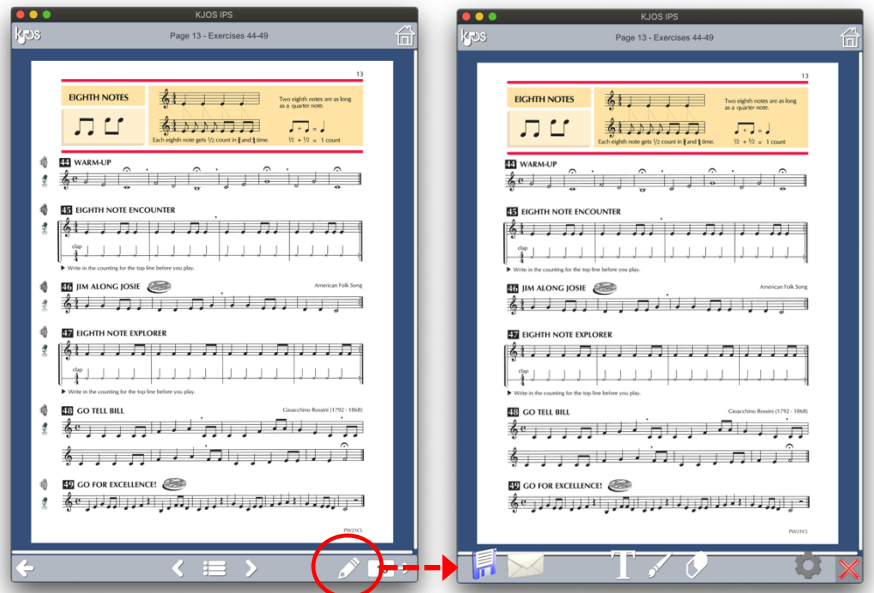 KJOS IPS
kjos
Page 13 - Exercises 44-49
13
EIGHTH NOTES
Two eighth notes are as long
as a quarter note.
Each eighth note gets 1/2 count in and time.
1/2 + 1/2 = 1 count
44 WARM-UP
45 EIGHTH NOTE ENCOUNTER
clap
▶ Write in the counting for the top line before you play.
46 JIM ALONG JOSIE
American Folk Song
47 EIGHTH NOTE EXPLORER
clap
▶ Write in the counting for the top line before you play.
48 GO TELL BILL
Gioacchino Rossini (1792 - 1868)
49 GO FOR EXCELLENCE!
PW21CL
KJOS IPS
kjos
Page 13 - Exercises 44-49
13
EIGHTH NOTES
Two eighth notes are as long
as a quarter note.
Each eighth note gets 1/2 count in and time.
1/2 + 1/2 = 1 count
44 WARM-UP
45 EIGHTH NOTE ENCOUNTER
clap
▶ Write in the counting for the top line before you play.
46 JIM ALONG JOSIE
American Folk Song
47 EIGHTH NOTE EXPLORER
clap
▶ Write in the counting for the top line before you play.
48 GO TELL BILL
Gioacchino Rossini (1792 - 1868)
49 GO FOR EXCELLENCE!
PW21CL
T